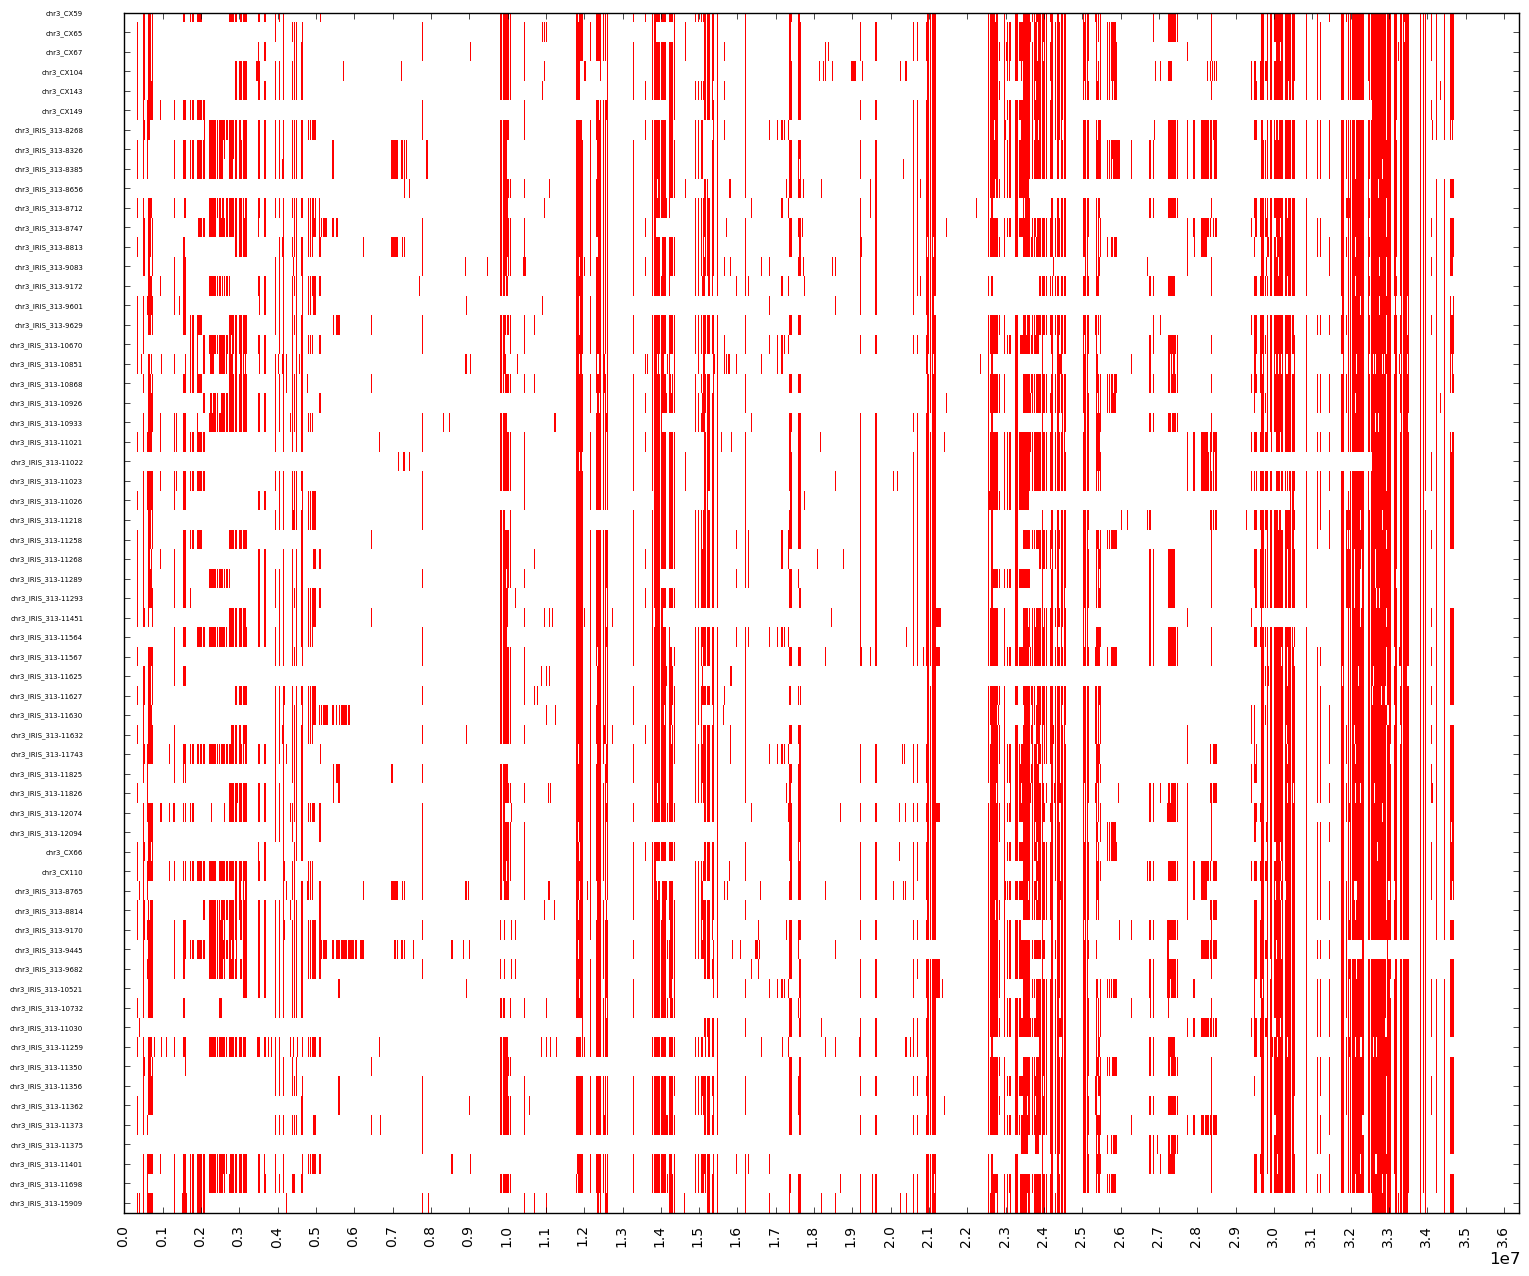 chr3_CX59
chr3_CX65
chr3_CX67
chr3_CX104
chr3_CX143
chr3_CX149
chr3_IRIS_313-8268
chr3_IRIS_313-8326
chr3_IRIS_313-8385
chr3_IRIS_313-8656
chr3_IRIS_313-8712
chr3_IRIS_313-8747
chr3_IRIS_313-8813
chr3_IRIS_313-9083
chr3_IRIS_313-9172
chr3_IRIS_313-9601
chr3_IRIS_313-9629
chr3_IRIS_313-10670
chr3_IRIS_313-10851
chr3_IRIS_313-10868
chr3_IRIS_313-10926
chr3_IRIS_313-10933
chr3_IRIS_313-11021
chr3_IRIS_313-11022
chr3_IRIS_313-11023
chr3_IRIS_313-11026
chr3_IRIS_313-11218
chr3_IRIS_313-11258
chr3_IRIS_313-11268
chr3_IRIS_313-11289
chr3_IRIS_313-11293
chr3_IRIS_313-11451
chr3_IRIS_313-11564
chr3_IRIS_313-11567
chr3_IRIS_313-11625
chr3_IRIS_313-11627
chr3_IRIS_313-11630
chr3_IRIS_313-11632
chr3_IRIS_313-11743
chr3_IRIS_313-11825
chr3_IRIS_313-11826
chr3_IRIS_313-12074
chr3_IRIS_313-12094
chr3_CX66
chr3_CX110
chr3_IRIS_313-8765
chr3_IRIS_313-8814
chr3_IRIS_313-9170
chr3_IRIS_313-9445
chr3_IRIS_313-9682
chr3_IRIS_313-10521
chr3_IRIS_313-10732
chr3_IRIS_313-11030
chr3_IRIS_313-11259
chr3_IRIS_313-11350
chr3_IRIS_313-11356
chr3_IRIS_313-11362
chr3_IRIS_313-11373
chr3_IRIS_313-11375
chr3_IRIS_313-11401
chr3_IRIS_313-11698
chr3_IRIS_313-15909
0.0 0.1 0.2 0.3 0.4 0.5 0.6 0.7 0.8 0.9 1.0 1.1 1.2 1.3 1.4 1.5 1.6 1.7 1.8 1.9 2.0 2.1 2.2 2.3 2.4 2.5 2.6 2.7 2.8 2.9 3.0 3.1 3.2 3.3 3.4 3.5 3.6
1e7